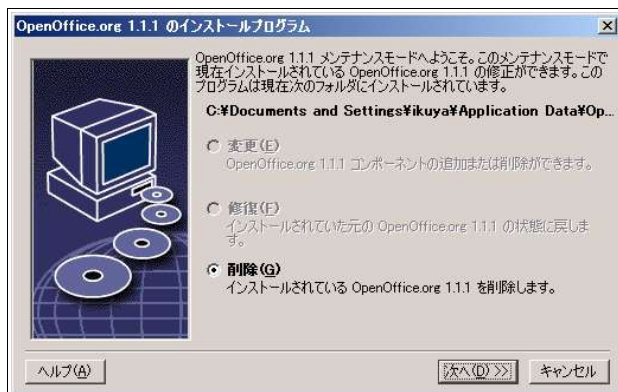 OpenOffice.org 1.1.1 のインストールプログラム
OpenOffice.org 1.1.1 メンテナンスモードへようこそ。このメンテナンスモードで
現在インストールされている OpenOffice.org 1.1.1 の修正ができます。この
プログラムは現在次のフォルダにインストールされています。
C:¥Documents and Settings¥ikuya¥Application Data¥Op...
変更(E)
OpenOffice.org 1.1.1 コンポーネントの追加または削除ができます。
修復(F)
インストールされていた元の OpenOffice.org 1.1.1 の状態に戻しま
す。
削除(G)
インストールされている OpenOffice.org 1.1.1 を削除します。
ヘルプ(A)
次へ(D) >>
キャンセル